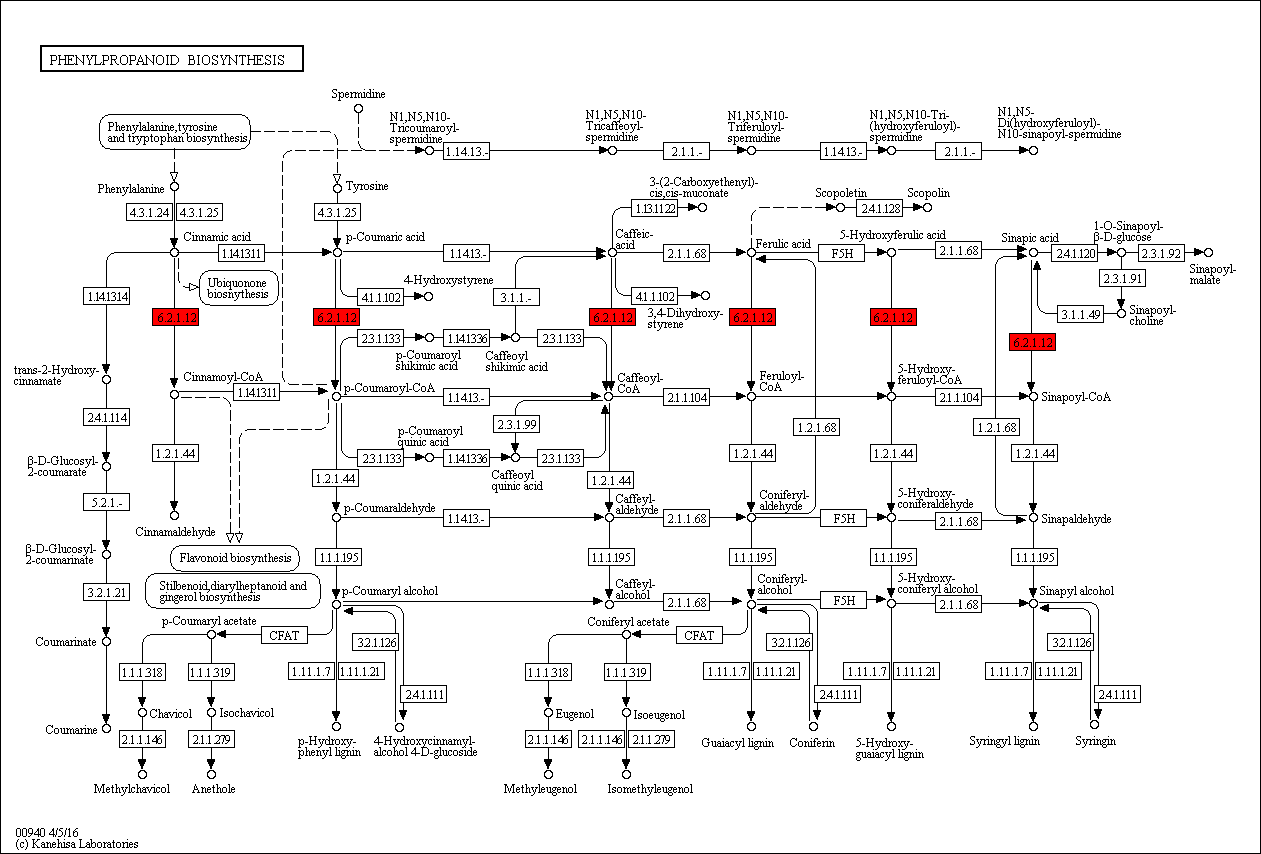 PHENYLPROPANOID BIOSYNTHESIS
Spermidine
Phenylalanine,tyrosine
and tryptophan biosynthesis
N1,N5,N10-
Tricoumaroyl-
spermidine
N1,N5,N10-
Tricaffeoyl-
spermidine
N1,N5,N10-
Triferuloyl-
spermidine
N1,N5,N10-Tri-
(hydroxyferuloyl)-
spermidine
N1,N5-
Di(hydroxyferuloyl)-
N10-sinapoyl-spermidine
1.14.13.-
2.1.1.-
1.14.13.-
2.1.1.-
Phenylalanine
Tyrosine
3-(2-Carboxyethenyl)-
cis,cis-muconate
Scopoletin
Scopolin
4.3.1.24
4.3.1.25
4.3.1.25
1.13.11.22
2.4.1.128
Cinnamic acid
p-Coumaric acid
Caffeic-
acid
Ferulic acid
5-Hydroxyferulic acid
Sinapic acid
1-O-Sinapoyl-
β-D-glucose
1.14.13.11
1.14.13.-
2.1.1.68
F5H
2.1.1.68
2.4.1.120
2.3.1.92
Sinapoyl-
malate
Ubiquonone
biosnythesis
4-Hydroxystyrene
2.3.1.91
1.14.13.14
4.1.1.102
3.1.1.-
4.1.1.102
3,4-Dihydroxy-
styrene
3.1.1.49
Sinapoyl-
choline
6.2.1.12
6.2.1.12
6.2.1.12
6.2.1.12
6.2.1.12
6.2.1.12
2.3.1.133
1.14.13.36
2.3.1.133
p-Coumaroyl
shikimic acid
Caffeoyl
shikimic acid
trans-2-Hydroxy-
cinnamate
Cinnamoyl-CoA
1.14.13.11
p-Coumaroyl-CoA
1.14.13.-
Caffeoyl-
CoA
2.1.1.104
Feruloyl-
CoA
5-Hydroxy-
feruloyl-CoA
2.1.1.104
Sinapoyl-CoA
2.4.1.114
2.3.1.99
1.2.1.68
1.2.1.68
p-Coumaroyl
quinic acid
1.2.1.44
2.3.1.133
1.14.13.36
2.3.1.133
1.2.1.44
1.2.1.44
1.2.1.44
β-D-Glucosyl-
2-coumarate
1.2.1.44
Caffeoyl
quinic acid
1.2.1.44
5.2.1.-
Cinnamaldehyde
p-Coumaraldehyde
1.14.13.-
Caffeyl-
aldehyde
2.1.1.68
Coniferyl-
aldehyde
F5H
5-Hydroxy-
coniferaldehyde
2.1.1.68
Sinapaldehyde
β-D-Glucosyl-
2-coumarinate
Flavonoid biosynthesis
1.1.1.195
1.1.1.195
1.1.1.195
1.1.1.195
1.1.1.195
Stilbenoid,diarylheptanoid and
gingerol biosynthesis
3.2.1.21
p-Coumaryl alcohol
Caffeyl-
alcohol
2.1.1.68
Coniferyl-
alcohol
F5H
5-Hydroxy-
coniferyl alcohol
2.1.1.68
Sinapyl alcohol
p-Coumaryl acetate
CFAT
Coniferyl acetate
CFAT
Coumarinate
3.2.1.126
3.2.1.126
3.2.1.126
1.1.1.318
1.1.1.319
1.11.1.7
1.11.1.21
1.1.1.318
1.1.1.319
1.11.1.7
1.11.1.21
1.11.1.7
1.11.1.21
1.11.1.7
1.11.1.21
2.4.1.111
2.4.1.111
2.4.1.111
Chavicol
Isochavicol
Eugenol
Isoeugenol
Coumarine
2.1.1.146
2.1.1.279
p-Hydroxy-
phenyl lignin
4-Hydroxycinnamyl-
alcohol 4-D-glucoside
2.1.1.146
2.1.1.146
2.1.1.279
Guaiacyl lignin
Coniferin
5-Hydroxy-
guaiacyl lignin
Syringyl lignin
Syringin
Methylchavicol
Anethole
Methyleugenol
Isomethyleugenol
00940 4/5/16
(c) Kanehisa Laboratories